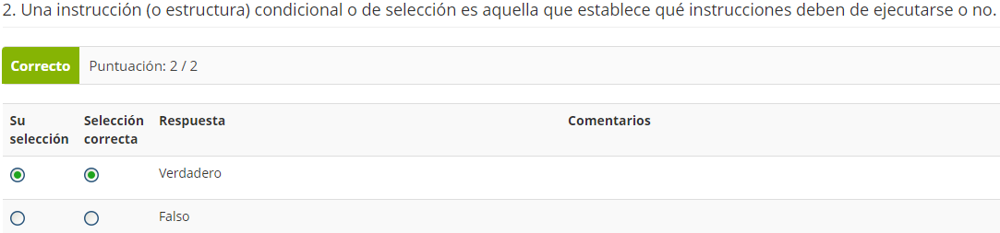 2. Una instrucción (o estructura) condicional o de selección es aquella que establece qué instrucciones deben de ejecutarse o no.
Correcto Puntuación: 2 / 2
Su selección Selección correcta Respuesta Comentarios
Verdadero
Falso